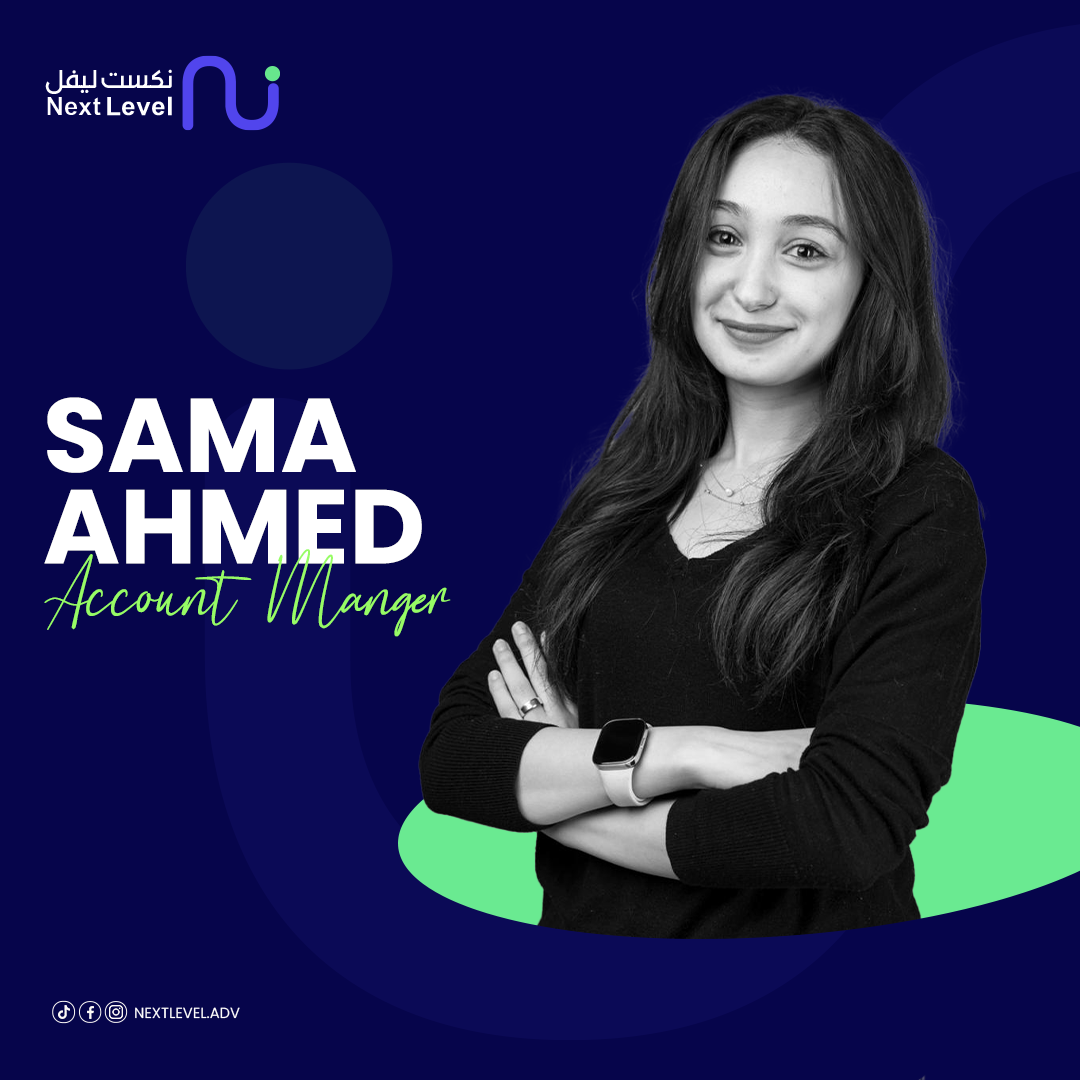 نكست ليفل
Next Level
SAMA
AHMED
Account Manger
NEXTLEVEL.ADV